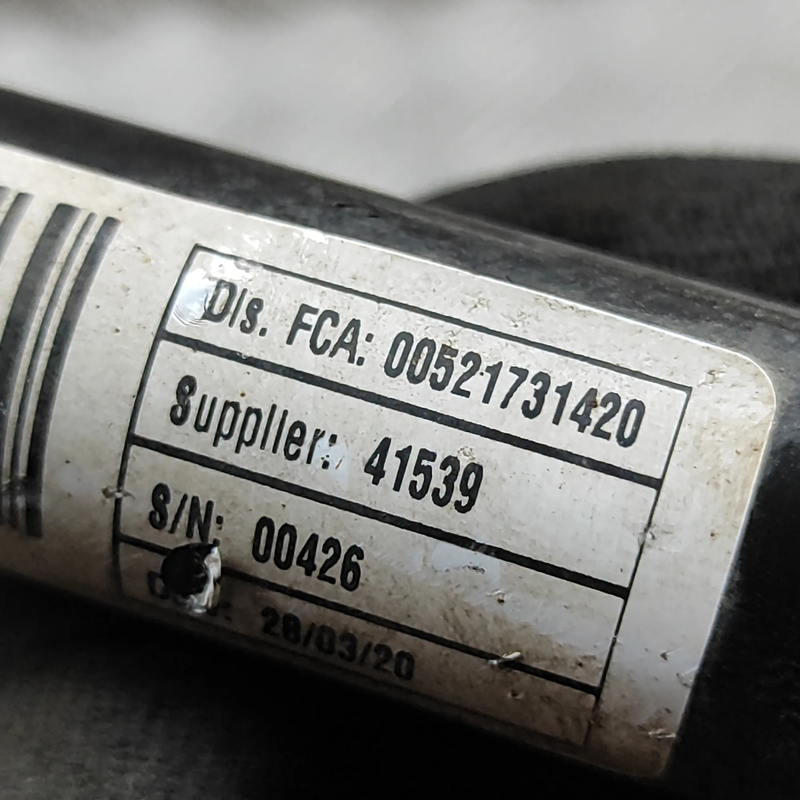 Dis. FCA: 00521731420
Supplier: 41539
S/N: 00426
28/03/20